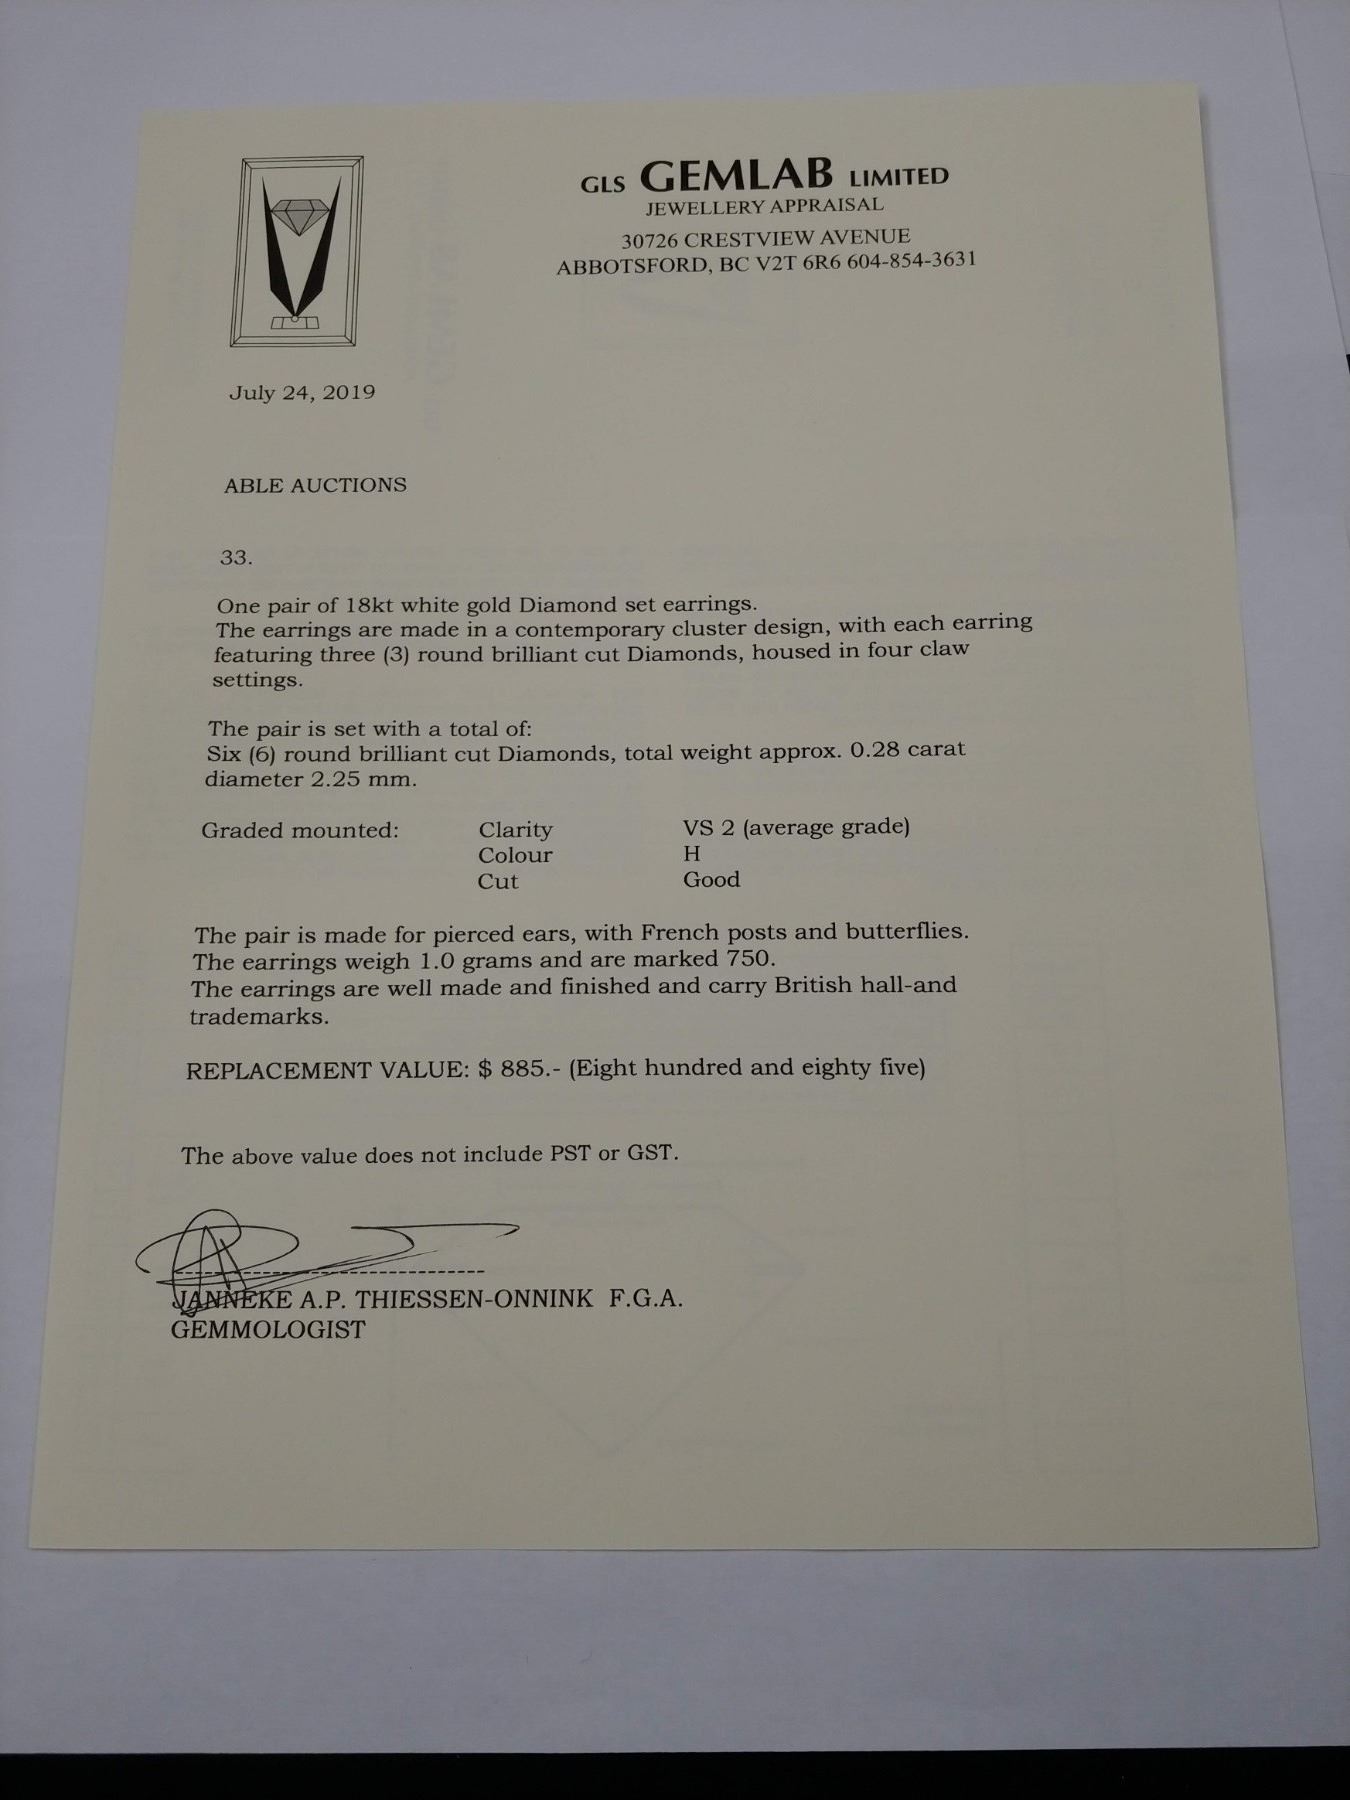 GLS GEMLAB LIMITED
JEWELLERY APPRAISAL
30726 CRESTVIEW AVENUE
ABBOTSFORD, BC V2T 6R6 604-854-3631
July 24, 2019
ABLE AUCTIONS
33.
One pair of 18kt white gold Diamond set earrings.
The earrings are made in a contemporary cluster design, with each earring
featuring three (3) round brilliant cut Diamonds, housed in four claw
settings.
The pair is set with a total of:
Six (6) round brilliant cut Diamonds, total weight approx. 0.28 carat
diameter 2.25 mm.
Graded mounted: Clarity VS 2 (average grade)
Colour H
Cut Good
The pair is made for pierced ears, with French posts and butterflies.
The earrings weigh 1.0 grams and are marked 750.
The earrings are well made and finished and carry British hall-and
trademarks.
REPLACEMENT VALUE: $ 885.- (Eight hundred and eighty five)
The above value does not include PST or GST.
JANNEKE A.P. THIESSEN-ONNINK F.G.A.
GEMMOLOGIST